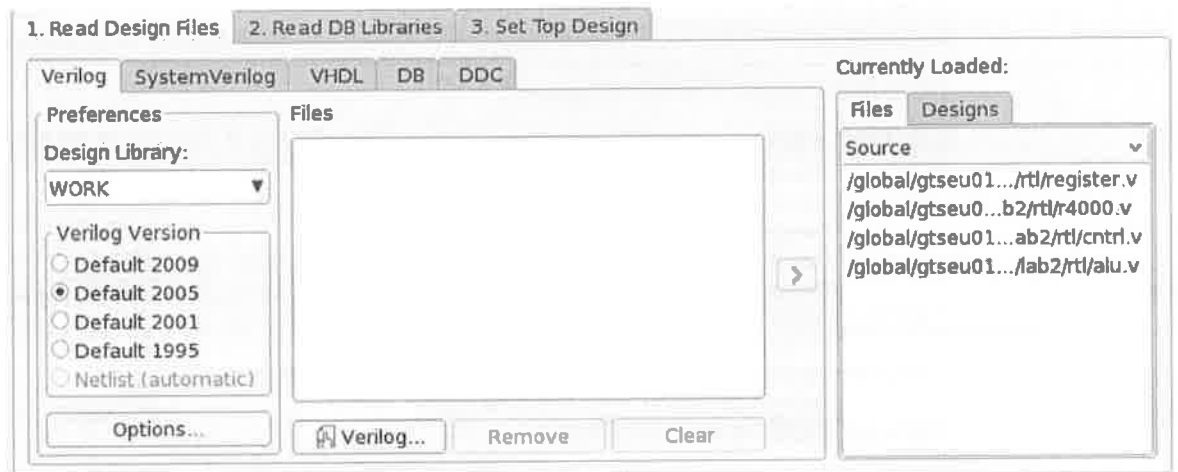 1. Read Design Files 2. Read DB Libraries 3. Set Top Design
Verilog SystemVerilog VHDL DB DDC
Preferences
Design Library:
WORK
Verilog Version
Default 2009
Default 2005
Default 2001
Default 1995
Netlist (automatic)
Options...
Files
Verilog... Remove Clear
Currently Loaded:
Files Designs
Source
/global/gtseu01.../rtl/register.v
/global/gtseu0...b2/rtl/r4000.v
/global/gtseu01...ab2/rtl/cntrl.v
/global/gtseu01.../lab2/rtl/alu.v